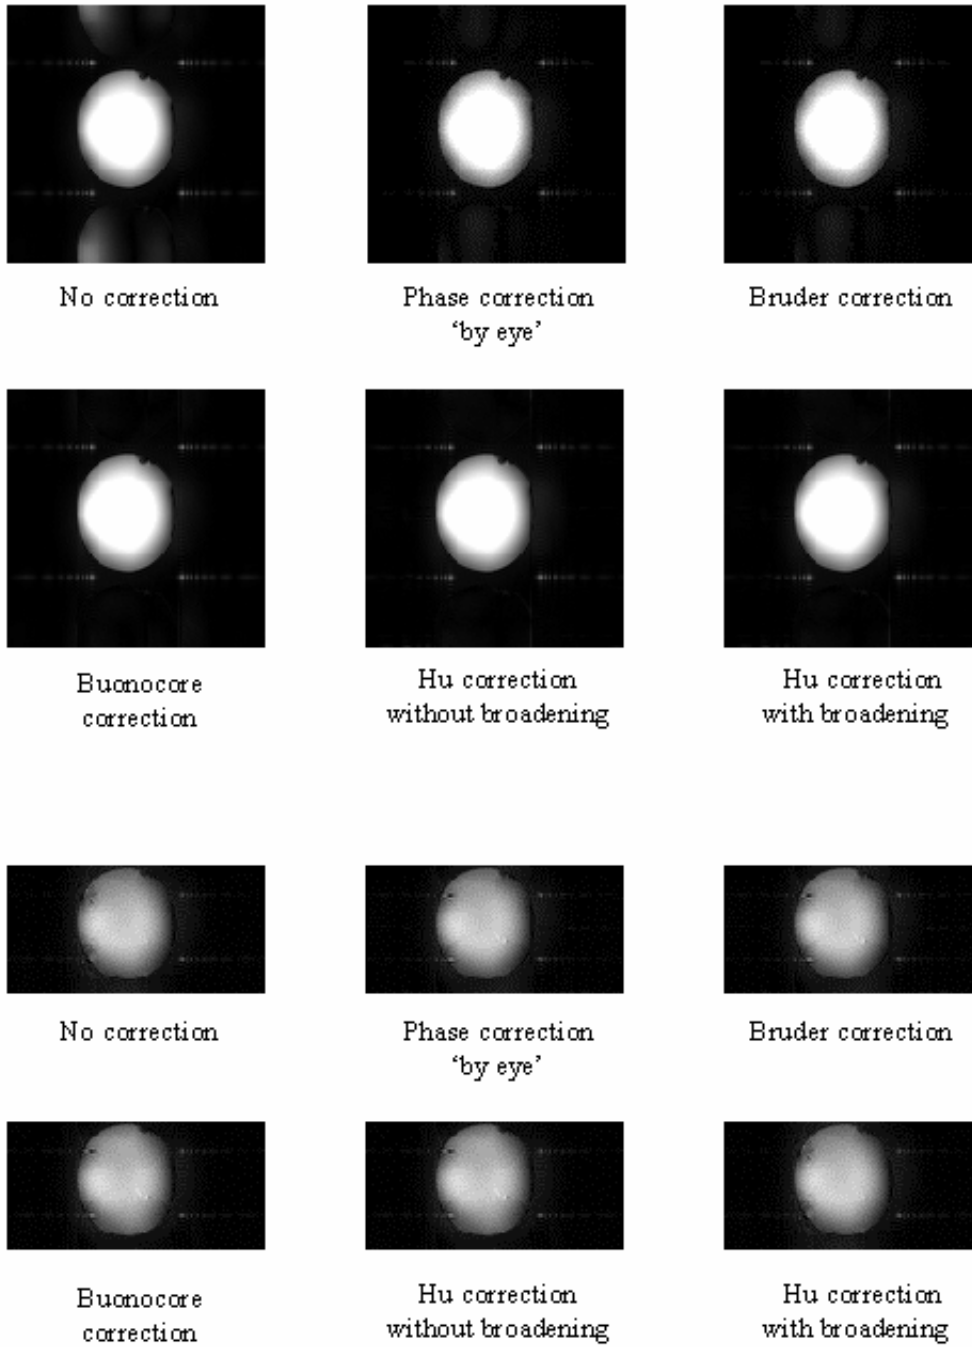 No correction
Phase correction
‘by eye’
Bruder correction
Buonocore
correction
Hu correction
without broadening
Hu correction
with broadening
No correction
Phase correction
‘by eye’
Bruder correction
Buonocore
correction
Hu correction
without broadening
Hu correction
with broadening